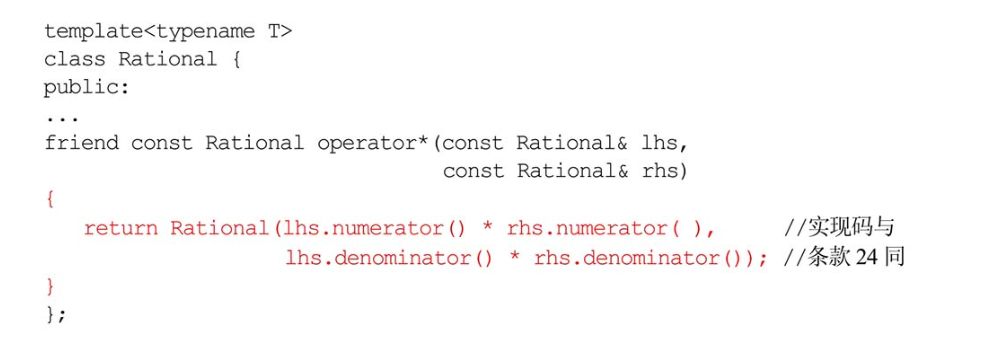 template<typename T>
class Rational {
public:
...
friend const Rational operator*(const Rational& lhs,
                                const Rational& rhs)
{
   return Rational(lhs.numerator() * rhs.numerator( ),      //实现码与
                   lhs.denominator() * rhs.denominator()); //条款 24 同
}
};